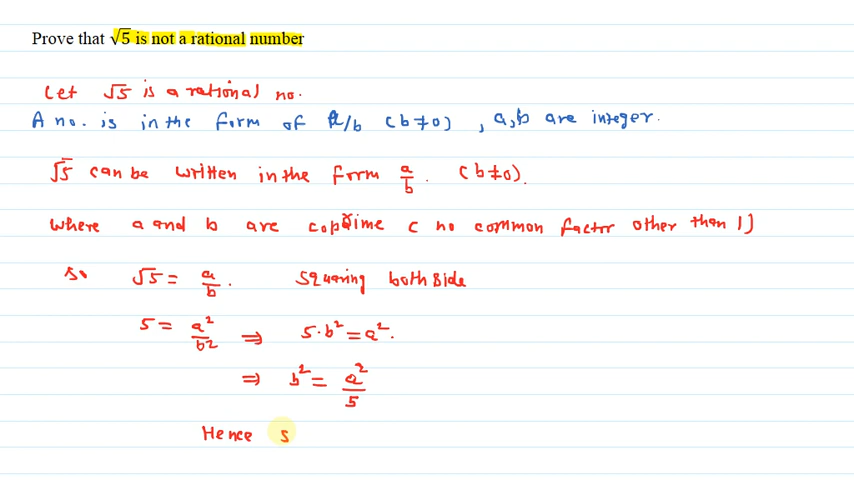 Prove that √5 is not a rational number
Let √5 is a rational no.
A no. is in the form of a/b (b≠0), a,b are integer.
√5 can be written in the form a/b. (b≠0).
where a and b are coprime ( no common factor other than 1)
So √5 = a/b. Squaring both side
5 = a²/b² ⇒ 5·b² = a².
⇒ b² = a²/5
Hence 5